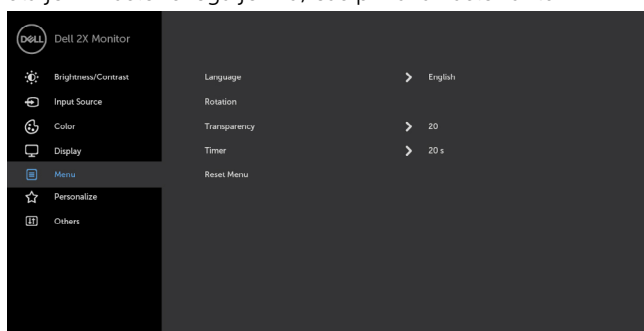 DELL
Dell 2X Monitor
Brightness/Contrast
Input Source
Color
Display
Menu
Personalize
Others
Language
English
Rotation
Transparency
20
Timer
20 s
Reset Menu